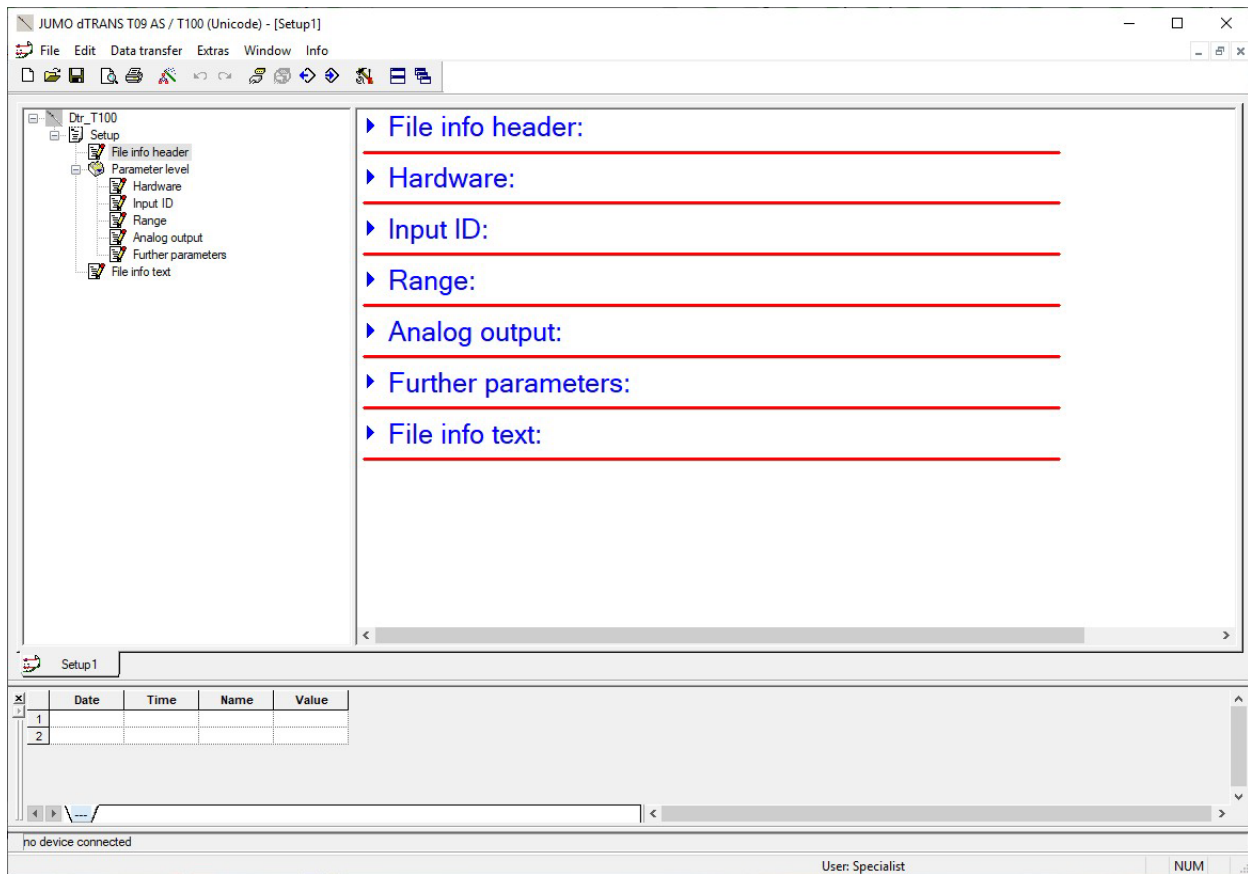 JUMO dTRANS T09 AS / T100 (Unicode) - [Setup1]
File Edit Data transfer Extras Window Info
Dtr_T100
Setup
File info header
Parameter level
Hardware
Input ID
Range
Analog output
Further parameters
File info text
File info header:
Hardware:
Input ID:
Range:
Analog output:
Further parameters:
File info text:
Setup1
Date Time Name Value
1
2
---
no device connected
User: Specialist NUM